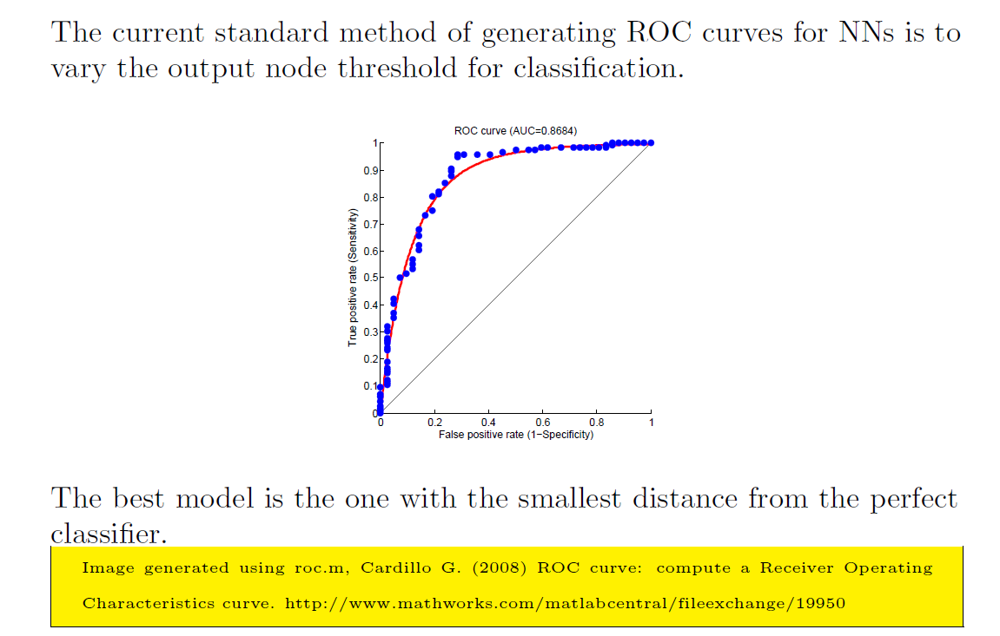 The current standard method of generating ROC curves for NNs is to
vary the output node threshold for classification.
ROC curve (AUC=0.8684)
1
0.9
0.8
0.7
0.6
0.5
0.4
0.3
0.2
0.1
0
True positive rate (Sensitivity)
0 0.2 0.4 0.6 0.8 1
False positive rate (1−Specificity)
The best model is the one with the smallest distance from the perfect
classifier.
Image generated using roc.m, Cardillo G. (2008) ROC curve: compute a Receiver Operating
Characteristics curve. http://www.mathworks.com/matlabcentral/fileexchange/19950